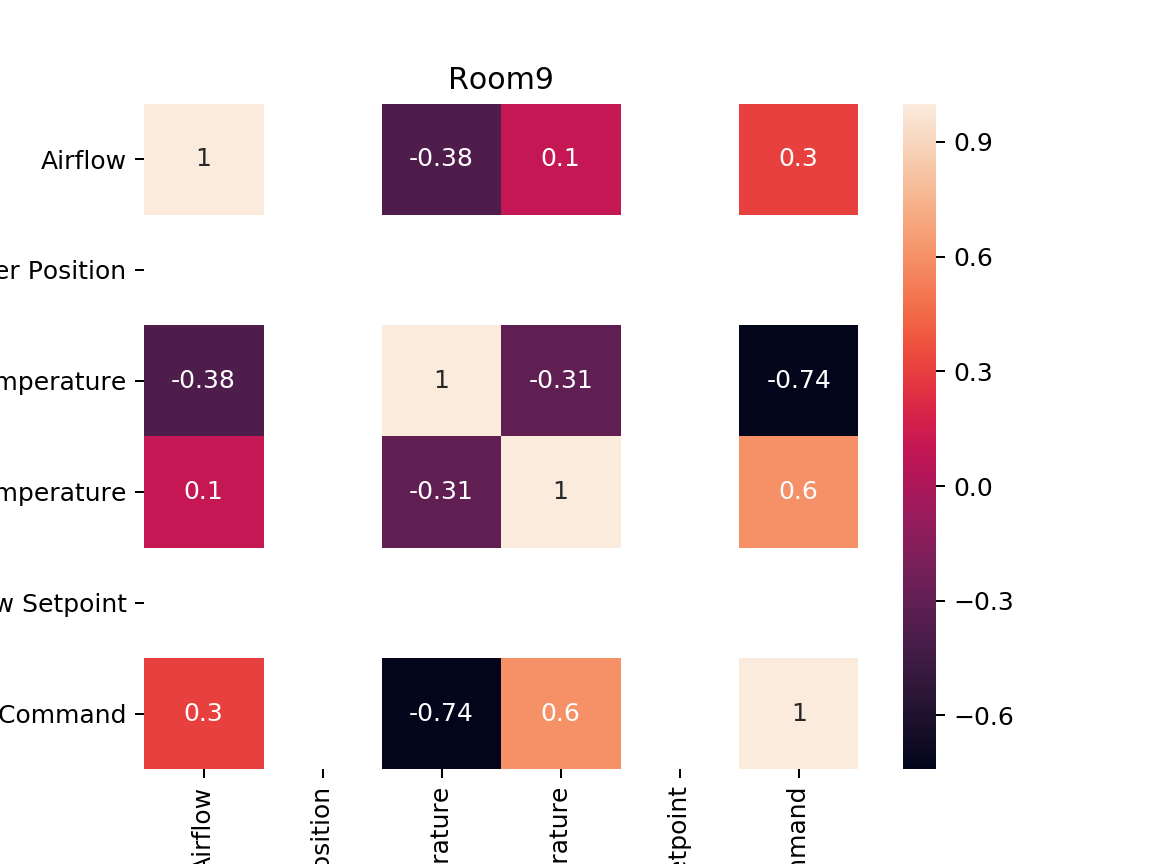 Room9
Airflow 1 -0.38 0.1 0.3
er Position
mperature -0.38 1 -0.31 -0.74
mperature 0.1 -0.31 1 0.6
w Setpoint
Command 0.3 -0.74 0.6 1
Airflow
osition
rature
rature
etpoint
mmand
0.9
0.6
0.3
0.0
−0.3
−0.6